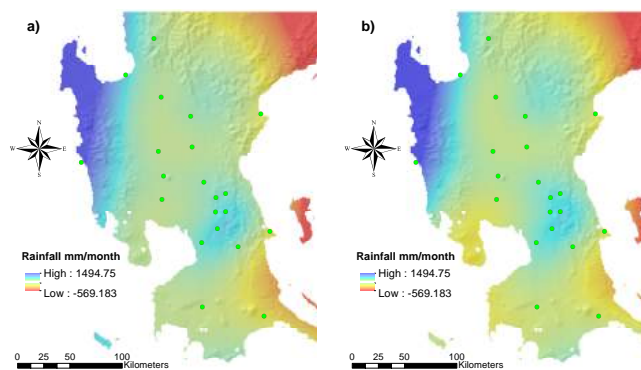 a)
N
W E
S
Rainfall mm/month
High : 1494.75
Low : -569.183
0 25 50 100
Kilometers
b)
N
W E
S
Rainfall mm/month
High : 1494.75
Low : -569.183
0 25 50 100
Kilometers